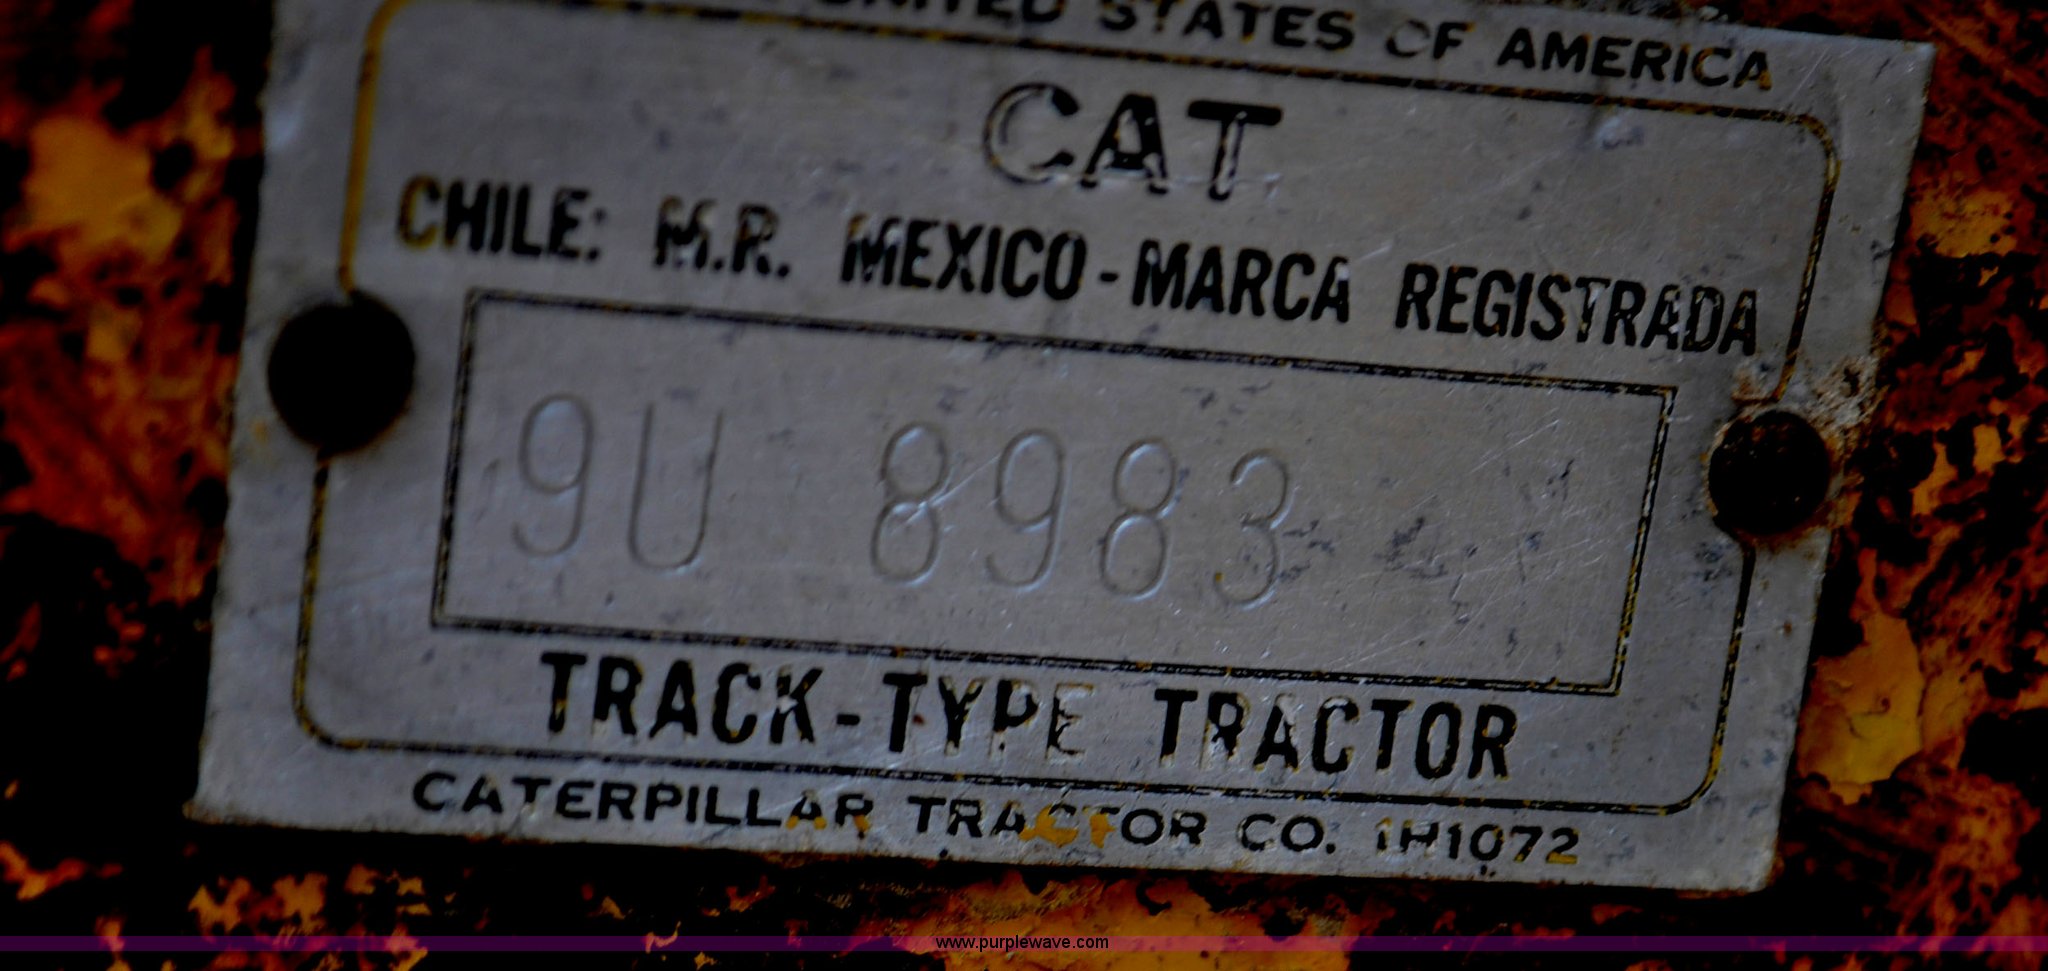 UNITED STATES OF AMERICA
CAT
CHILE: M.R. MEXICO-MARCA REGISTRADA
9U 8983
TRACK-TYPE TRACTOR
CATERPILLAR TRACTOR CO. 1H1072
www.purplewave.com